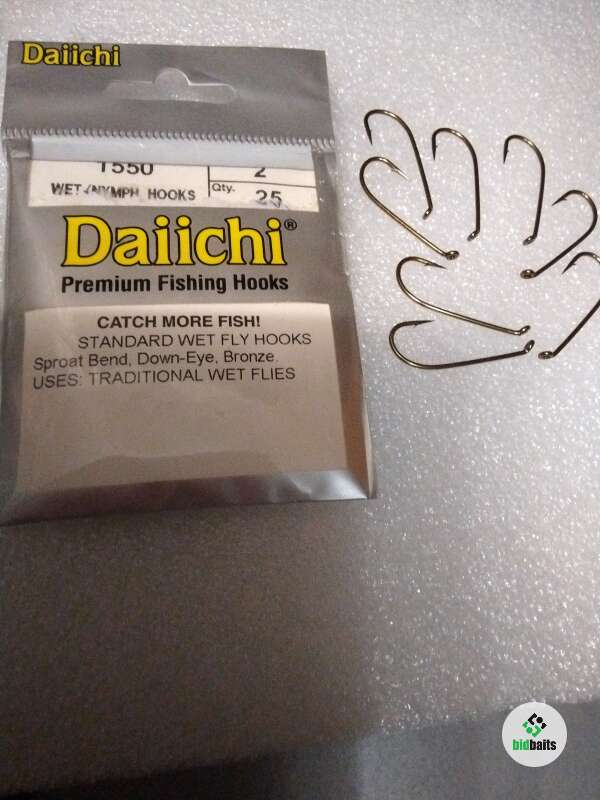 Daiichi
1550 2
WET/NYMPH HOOKS Qty. 25
Daiichi®
Premium Fishing Hooks
CATCH MORE FISH!
STANDARD WET FLY HOOKS
Sproat Bend, Down-Eye, Bronze.
USES: TRADITIONAL WET FLIES
bidbaits